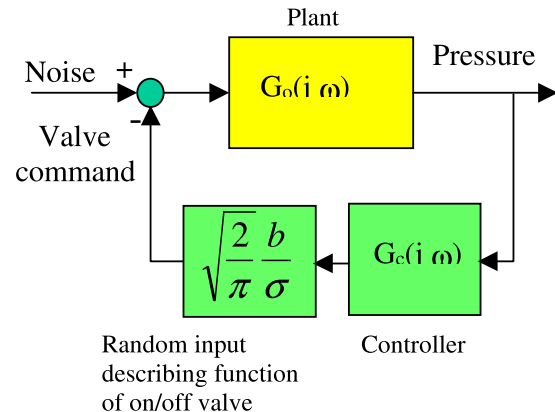 Plant
Noise
+
G₀(j ω)
Pressure
-
Valve
command
√2/π b/σ
G꜀(j ω)
Random input
describing function
of on/off valve
Controller